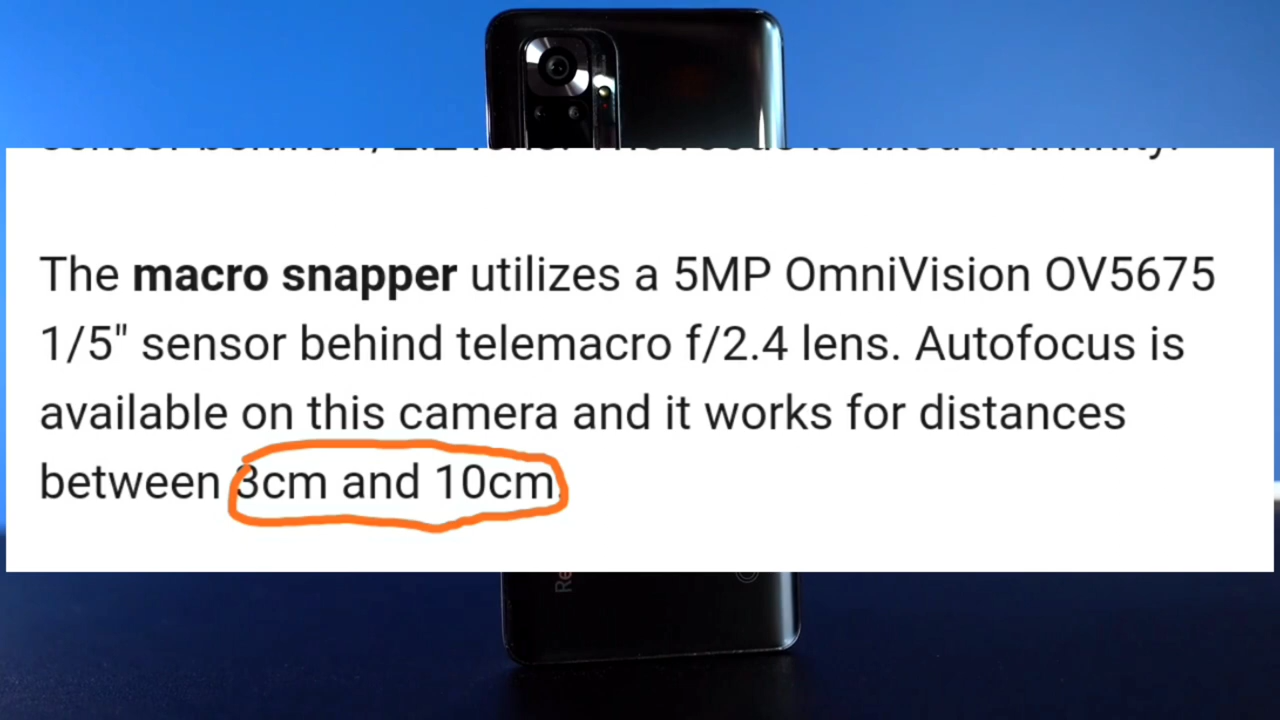 The macro snapper utilizes a 5MP OmniVision OV5675
1/5" sensor behind telemacro f/2.4 lens. Autofocus is
available on this camera and it works for distances
between 3cm and 10cm.
Re